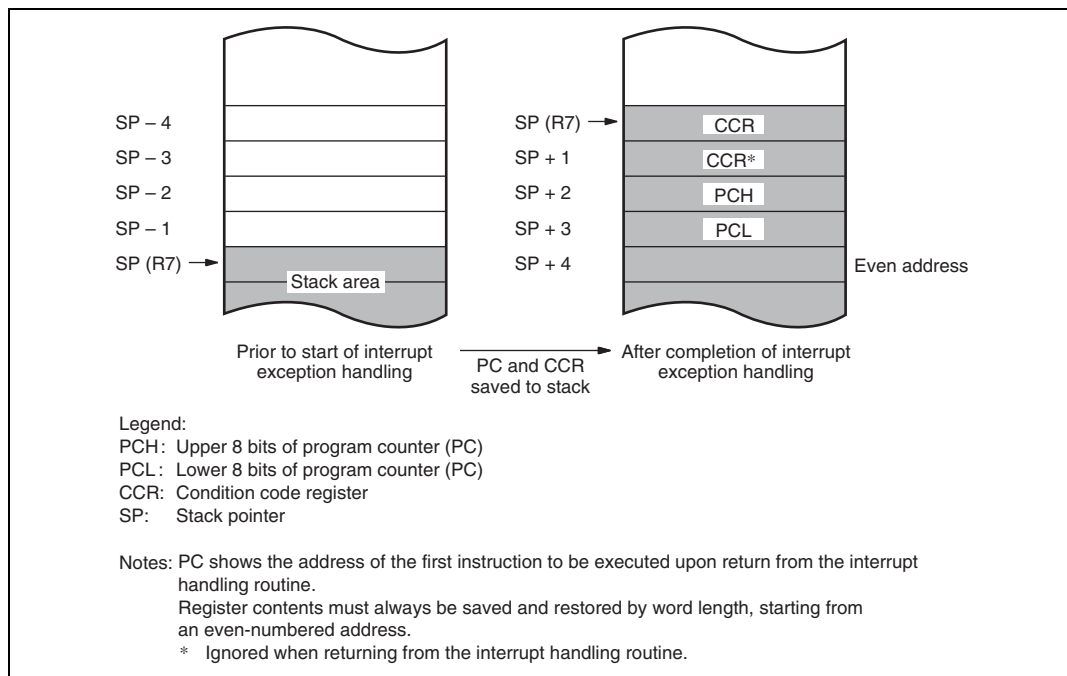 SP – 4
SP – 3
SP – 2
SP – 1
SP (R7)
Stack area
SP (R7)
SP + 1
SP + 2
SP + 3
SP + 4
CCR
CCR*
PCH
PCL
Even address
Prior to start of interrupt
exception handling
PC and CCR
saved to stack
After completion of interrupt
exception handling
Legend:
PCH: Upper 8 bits of program counter (PC)
PCL: Lower 8 bits of program counter (PC)
CCR: Condition code register
SP: Stack pointer
Notes: PC shows the address of the first instruction to be executed upon return from the interrupt
handling routine.
Register contents must always be saved and restored by word length, starting from
an even-numbered address.
* Ignored when returning from the interrupt handling routine.